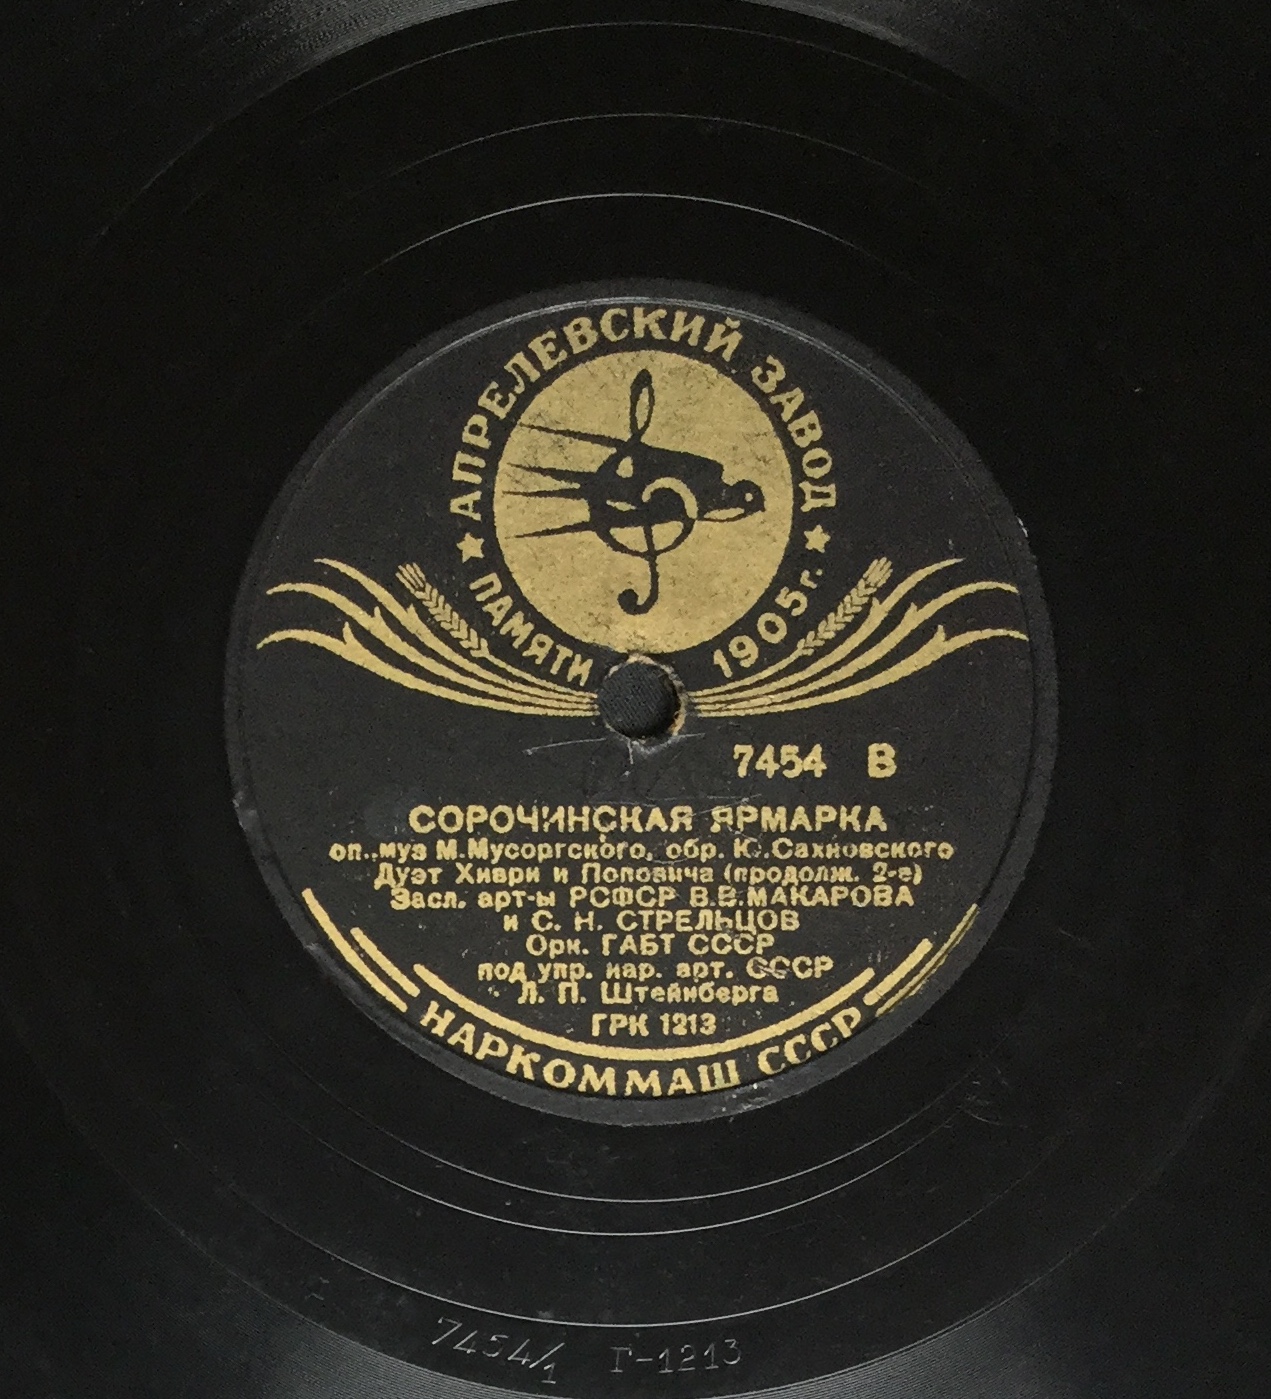 АПРЕЛЕВСКИЙ ЗАВОД
ПАМЯТИ 1905 г.
7454 В
СОРОЧИНСКАЯ ЯРМАРКА
оп., муз М.Мусоргского, обр. Ю.Сахновского
Дуэт Хиври и Поповича (продолж. 2-е)
Засл. арт-ы РСФСР В.В.МАКАРОВА
и С. Н. СТРЕЛЬЦОВ
Орк. ГАБТ СССР
под упр. нар. арт. СССР
Л. П. Штейнберга
ГРК 1213
НАРКОММАШ СССР
7454/1 Г-1213